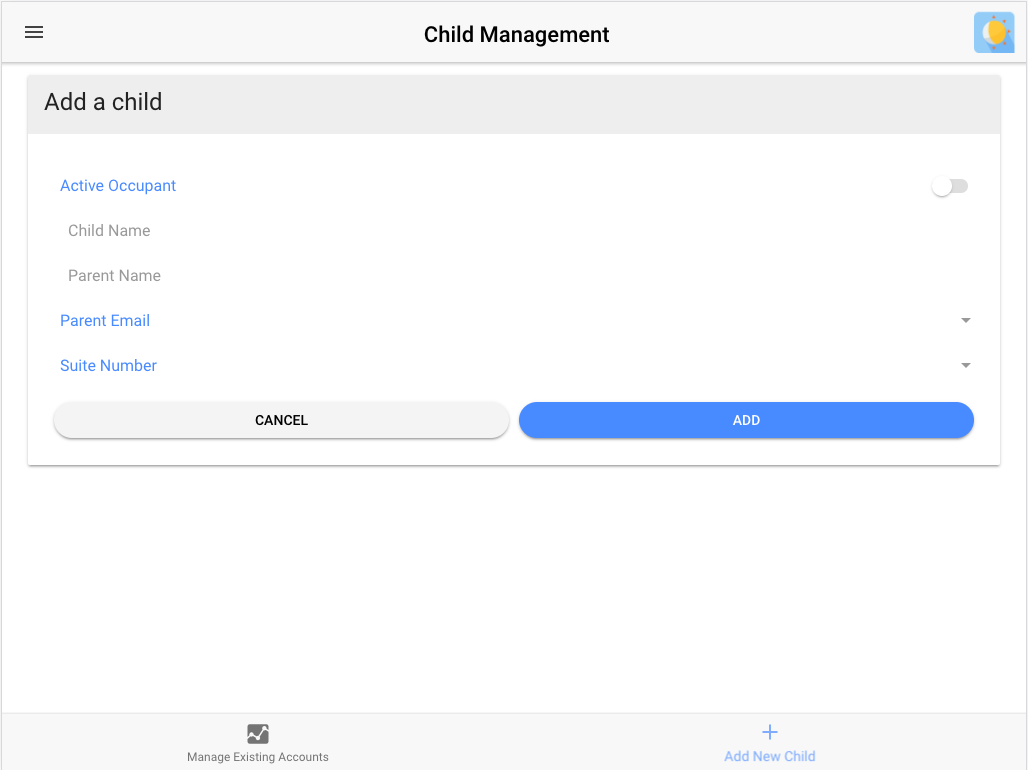 Child Management
Add a child
Active Occupant
Child Name
Parent Name
Parent Email
Suite Number
CANCEL
ADD
Manage Existing Accounts
Add New Child